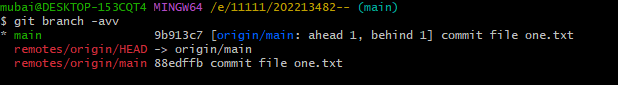 mubai@DESKTOP-153CQT4 MINGW64 /e/11111/202213482-- (main)
$ git branch -avv
* main                9b913c7 [origin/main: ahead 1, behind 1] commit file one.txt
  remotes/origin/HEAD -> origin/main
  remotes/origin/main 88edffb commit file one.txt